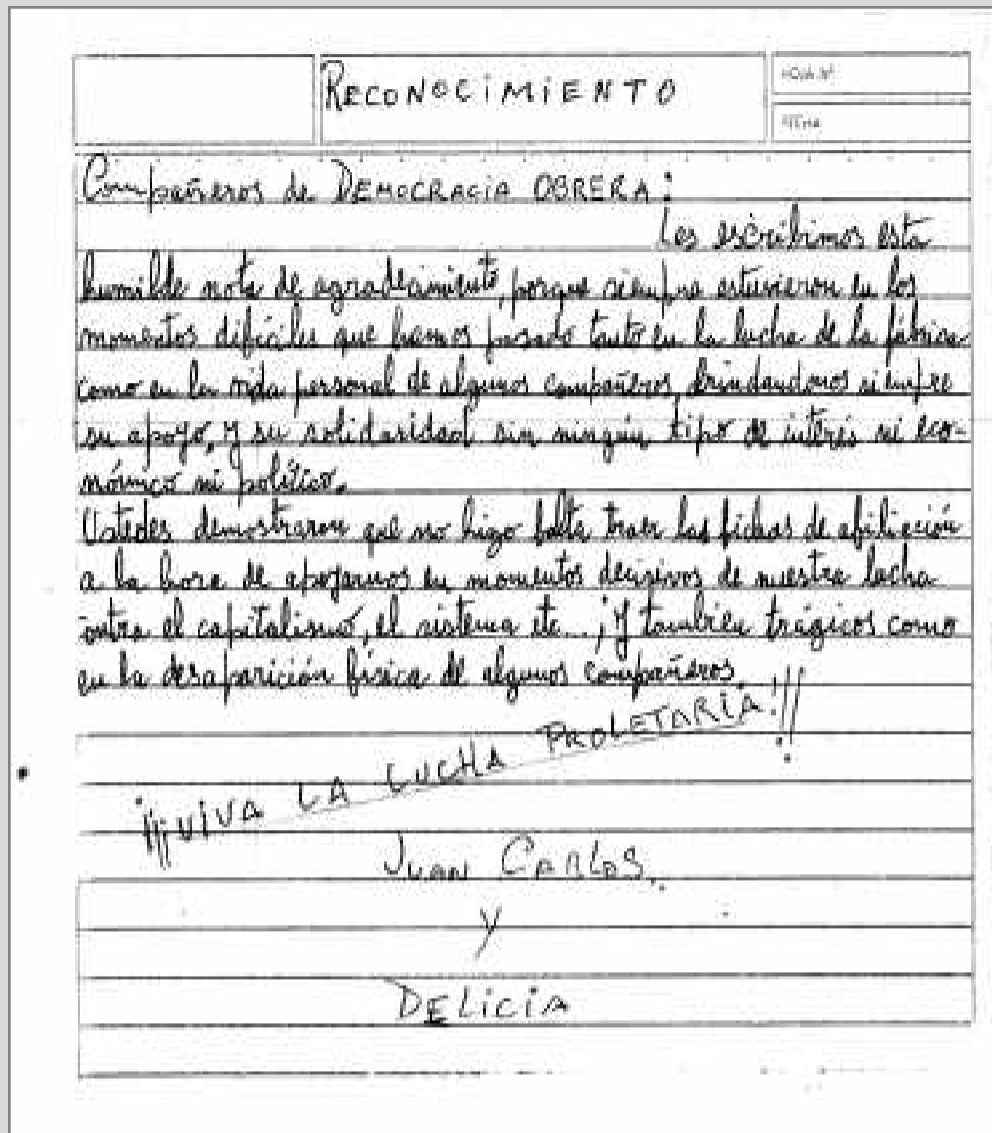 RECONOCIMIENTO
HOJA Nº
FECHA
Compañeros de DEMOCRACIA OBRERA:
Les escribimos esta
humilde nota de agradecimiento, porque siempre estuvieron en los
momentos difíciles que hemos pasado tanto en la lucha de la fábrica
como en la vida personal de algunos compañeros, brindandonos siempre
su apoyo, y su solidaridad sin ningún tipo de interés ni eco-
nómico ni político.
Ustedes demostraron que no hizo falta traer las fichas de afiliación
a la hora de apoyarnos en momentos decisivos de nuestra lucha
contra el capitalismo, el sistema etc...; Y tambien trágicos como
en la desaparición física de algunos compañeros.
¡¡¡VIVA LA LUCHA PROLETARIA!!!
JUAN CARLOS.
Y
DELICIA